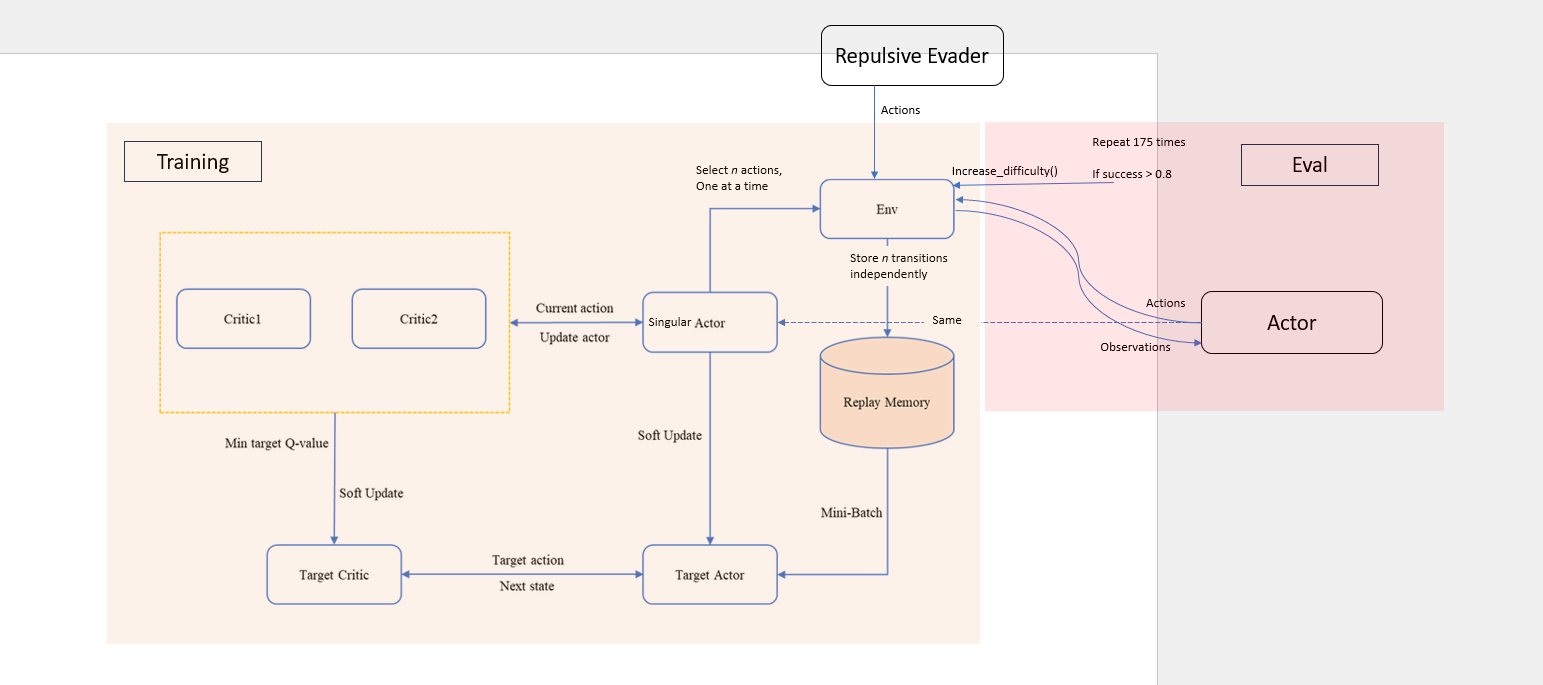 Repulsive Evader
Actions
Training
Repeat 175 times
Eval
Select n actions,
One at a time
Increase_difficulty()
If success > 0.8
Env
Store n transitions
independently
Critic1
Critic2
Current action
Update actor
Singular Actor
Same
Actions
Actor
Observations
Replay Memory
Min target Q-value
Soft Update
Soft Update
Mini-Batch
Target Critic
Target action
Next state
Target Actor